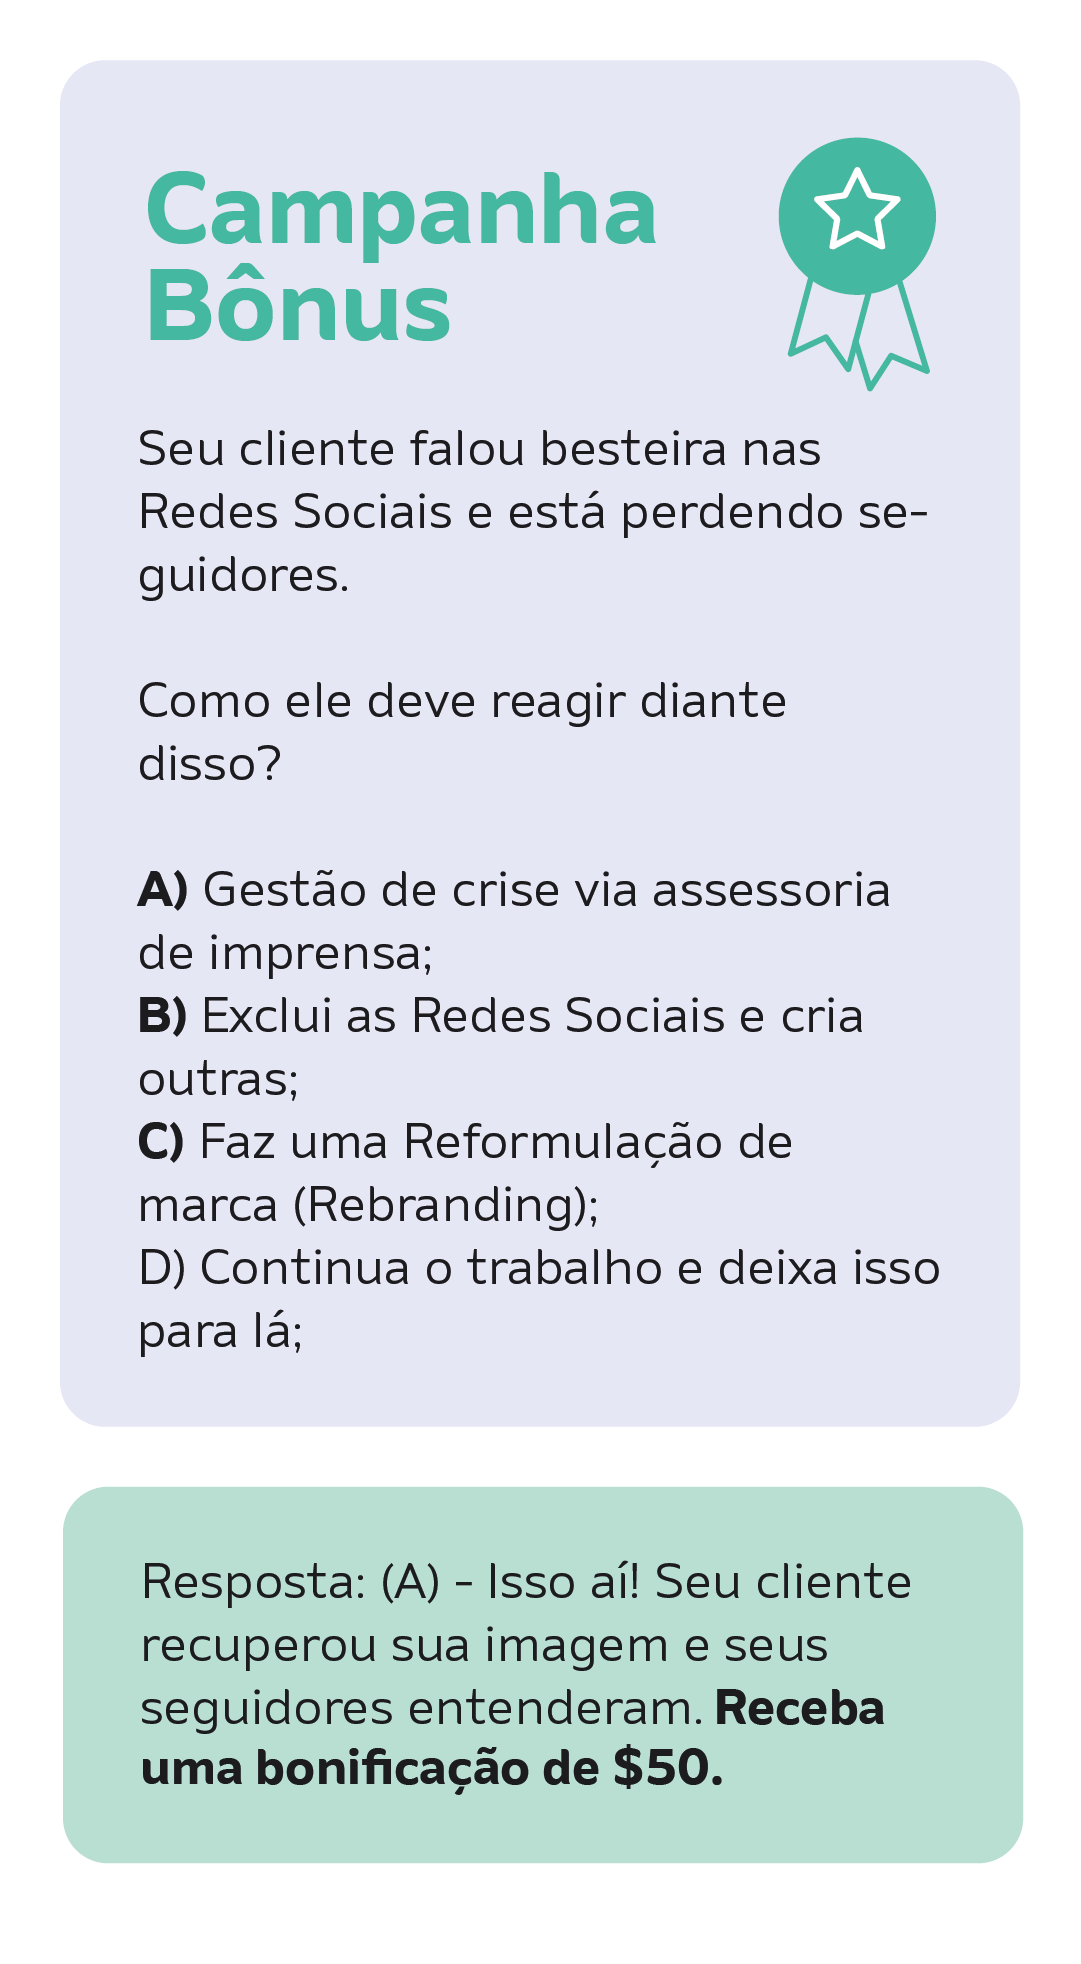 Campanha
Bônus
Seu cliente falou besteira nas
Redes Sociais e está perdendo se-
guidores.
Como ele deve reagir diante
disso?
A) Gestão de crise via assessoria
de imprensa;
B) Exclui as Redes Sociais e cria
outras;
C) Faz uma Reformulação de
marca (Rebranding);
D) Continua o trabalho e deixa isso
para lá;
Resposta: (A) - Isso aí! Seu cliente
recuperou sua imagem e seus
seguidores entenderam. Receba
uma bonificação de $50.